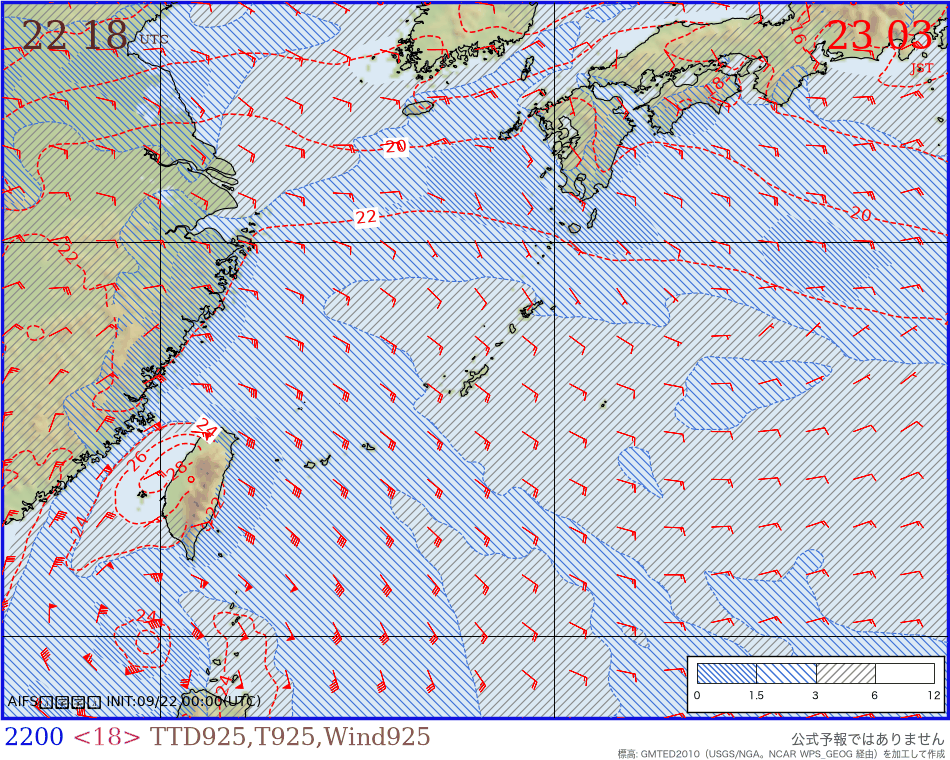 22 18 UTC
23 03 JST
16
18
20
22
20
22
24
26
28
22
24
24
24
AIFS INIT:09/22 00:00(UTC)
0 1.5 3 6 12
2200 <18> TTD925,T925,Wind925
公式予報ではありません
標高: GMTED2010（USGS/NGA。NCAR WPS_GEOG 経由）を加工して作成